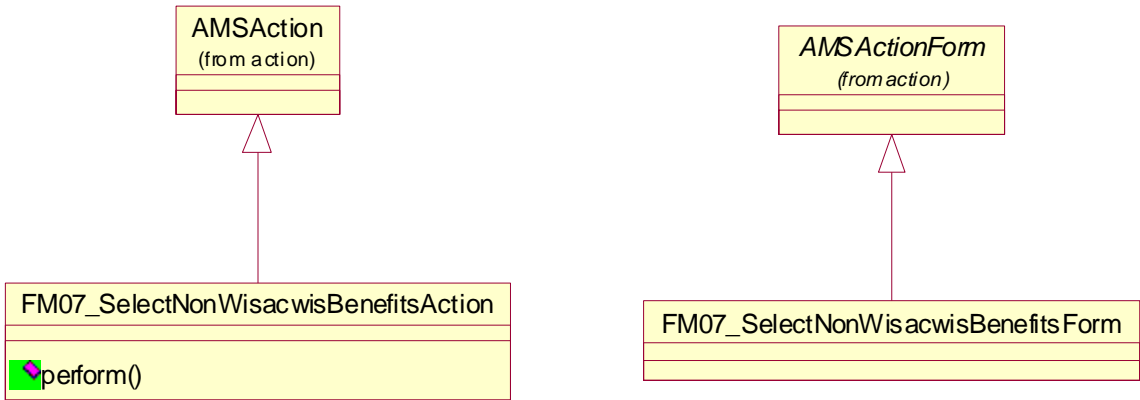 AMSAction
(from action)
AMSActionForm
(from action)
FM07_SelectNonWisacwisBenefitsAction
perform()
FM07_SelectNonWisacwisBenefitsForm